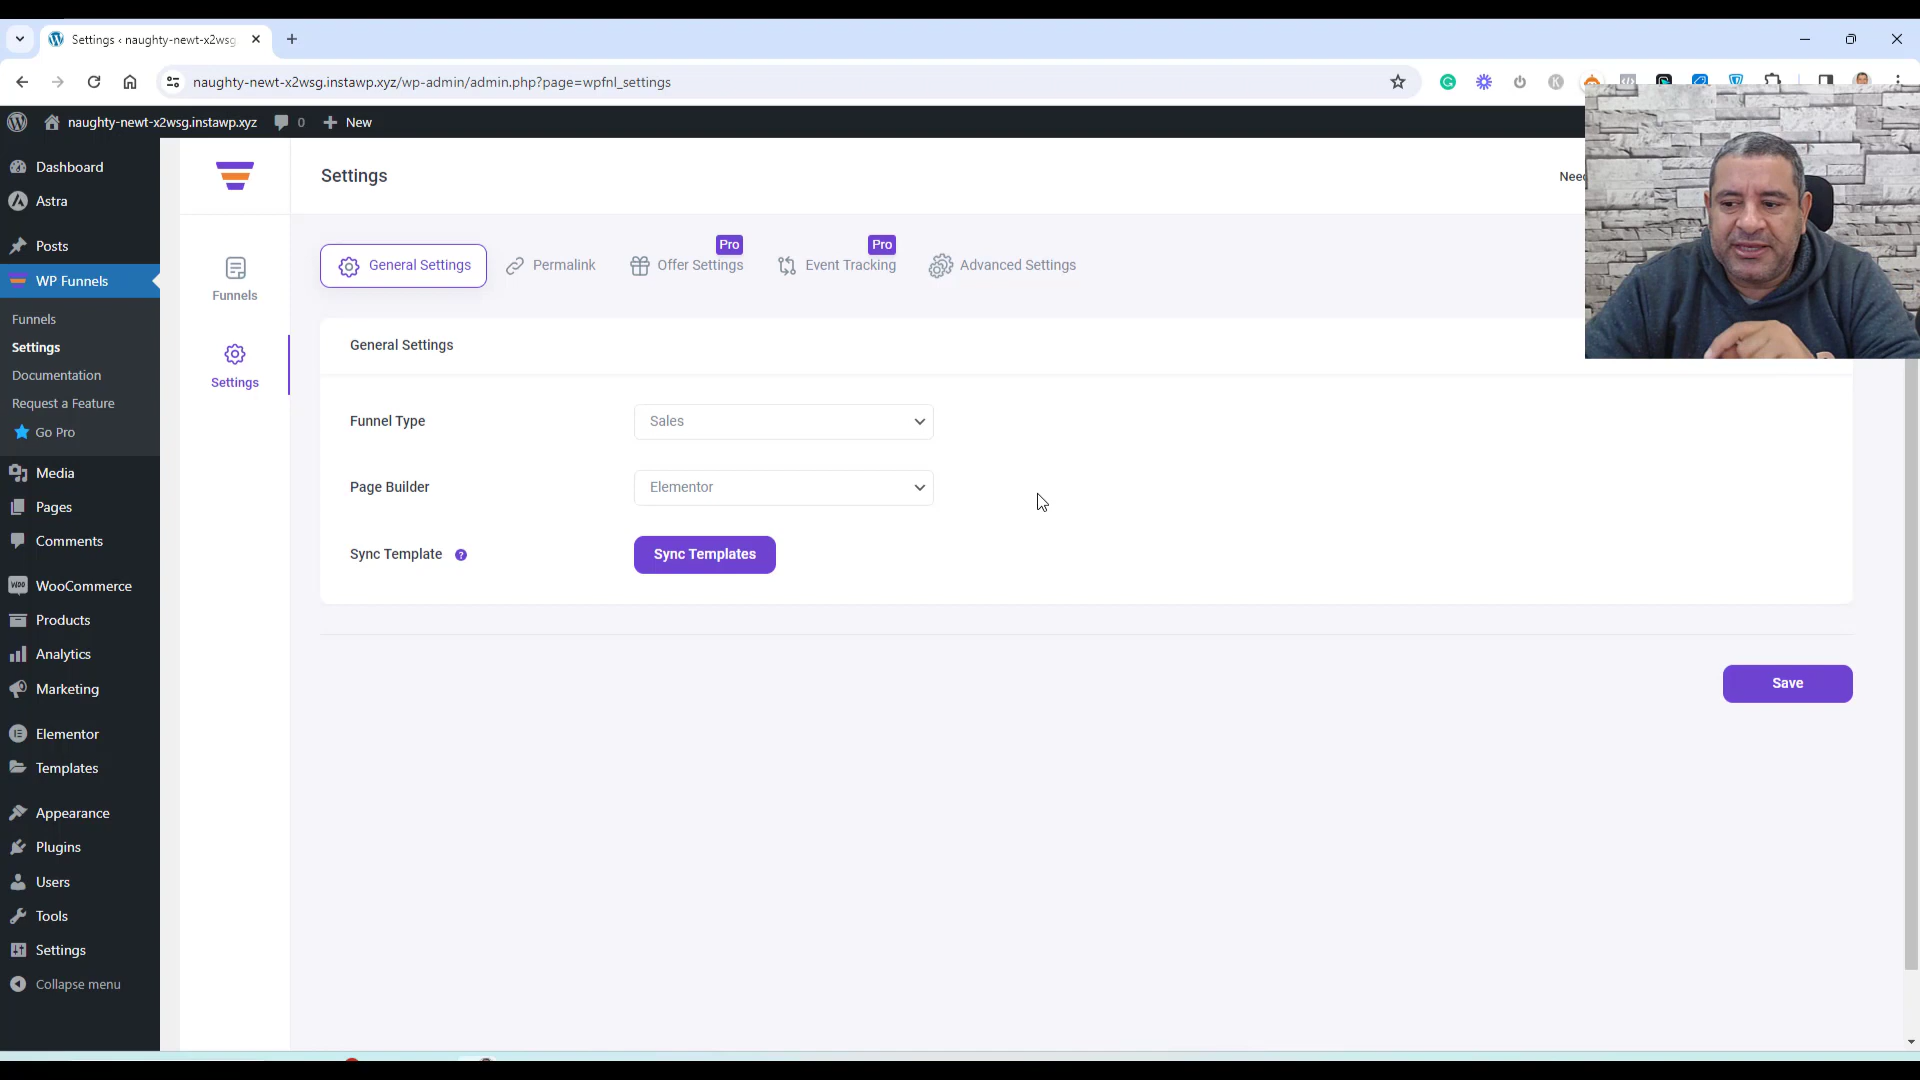 Settings ‹ naughty-newt-x2wsg
naughty-newt-x2wsg.instawp.xyz/wp-admin/admin.php?page=wpfnl_settings
naughty-newt-x2wsg.instawp.xyz
0
New
Dashboard
Astra
Posts
WP Funnels
Funnels
Settings
Documentation
Request a Feature
Go Pro
Media
Pages
Comments
WooCommerce
Products
Analytics
Marketing
Elementor
Templates
Appearance
Plugins
Users
Tools
Settings
Collapse menu
Funnels
Settings
Settings
Need
General Settings
Permalink
Pro
Offer Settings
Pro
Event Tracking
Advanced Settings
General Settings
Funnel Type
Sales
Page Builder
Elementor
Sync Template
?
Sync Templates
Save